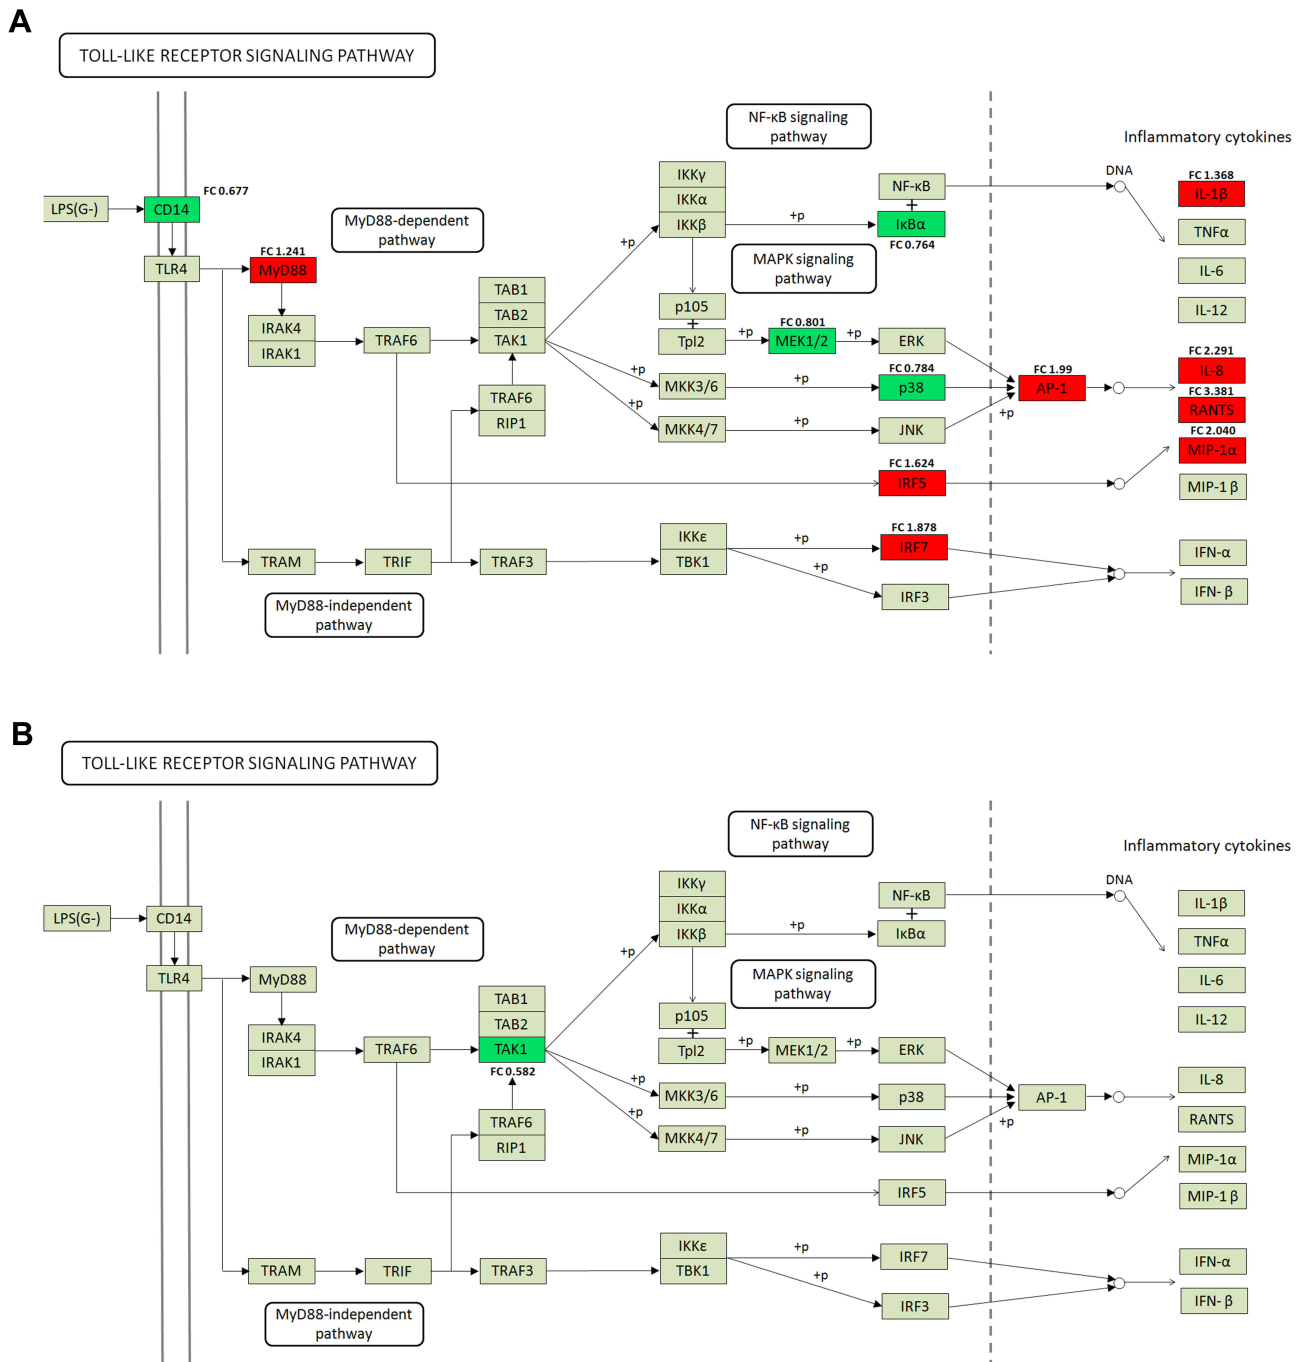 A
TOLL-LIKE RECEPTOR SIGNALING PATHWAY
NF-κB signaling
pathway
Inflammatory cytokines
DNA
LPS(G-)
CD14
FC 0.677
TLR4
MyD88-dependent
pathway
FC 1.241
MyD88
IRAK4
IRAK1
TRAF6
TAB1
TAB2
TAK1
TRAF6
RIP1
+p
+p
+p
IKKγ
IKKα
IKKβ
+p
NF-κB
+
IκBα
FC 0.764
MAPK signaling
pathway
p105
+
Tpl2
+p
FC 0.801
MEK1/2
+p
ERK
MKK3/6
+p
FC 0.784
p38
MKK4/7
+p
JNK
+p
FC 1.99
AP-1
FC 1.624
IRF5
TRAM
TRIF
TRAF3
IKKε
TBK1
+p
+p
FC 1.878
IRF7
IRF3
MyD88-independent
pathway
FC 1.368
IL-1β
TNFα
IL-6
IL-12
FC 2.291
IL-8
FC 3.381
RANTS
FC 2.040
MIP-1α
MIP-1 β
IFN-α
IFN- β
B
TOLL-LIKE RECEPTOR SIGNALING PATHWAY
NF-κB signaling
pathway
Inflammatory cytokines
DNA
LPS(G-)
CD14
TLR4
MyD88-dependent
pathway
MyD88
IRAK4
IRAK1
TRAF6
TAB1
TAB2
TAK1
FC 0.582
TRAF6
RIP1
+p
+p
+p
IKKγ
IKKα
IKKβ
+p
NF-κB
+
IκBα
MAPK signaling
pathway
p105
+
Tpl2
+p
MEK1/2
+p
ERK
MKK3/6
+p
p38
MKK4/7
+p
JNK
+p
AP-1
IRF5
TRAM
TRIF
TRAF3
IKKε
TBK1
+p
+p
IRF7
IRF3
MyD88-independent
pathway
IL-1β
TNFα
IL-6
IL-12
IL-8
RANTS
MIP-1α
MIP-1 β
IFN-α
IFN- β